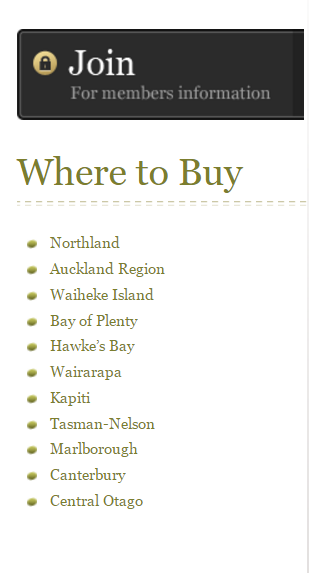 Join
For members information
Where to Buy
Northland
Auckland Region
Waiheke Island
Bay of Plenty
Hawke’s Bay
Wairarapa
Kapiti
Tasman-Nelson
Marlborough
Canterbury
Central Otago